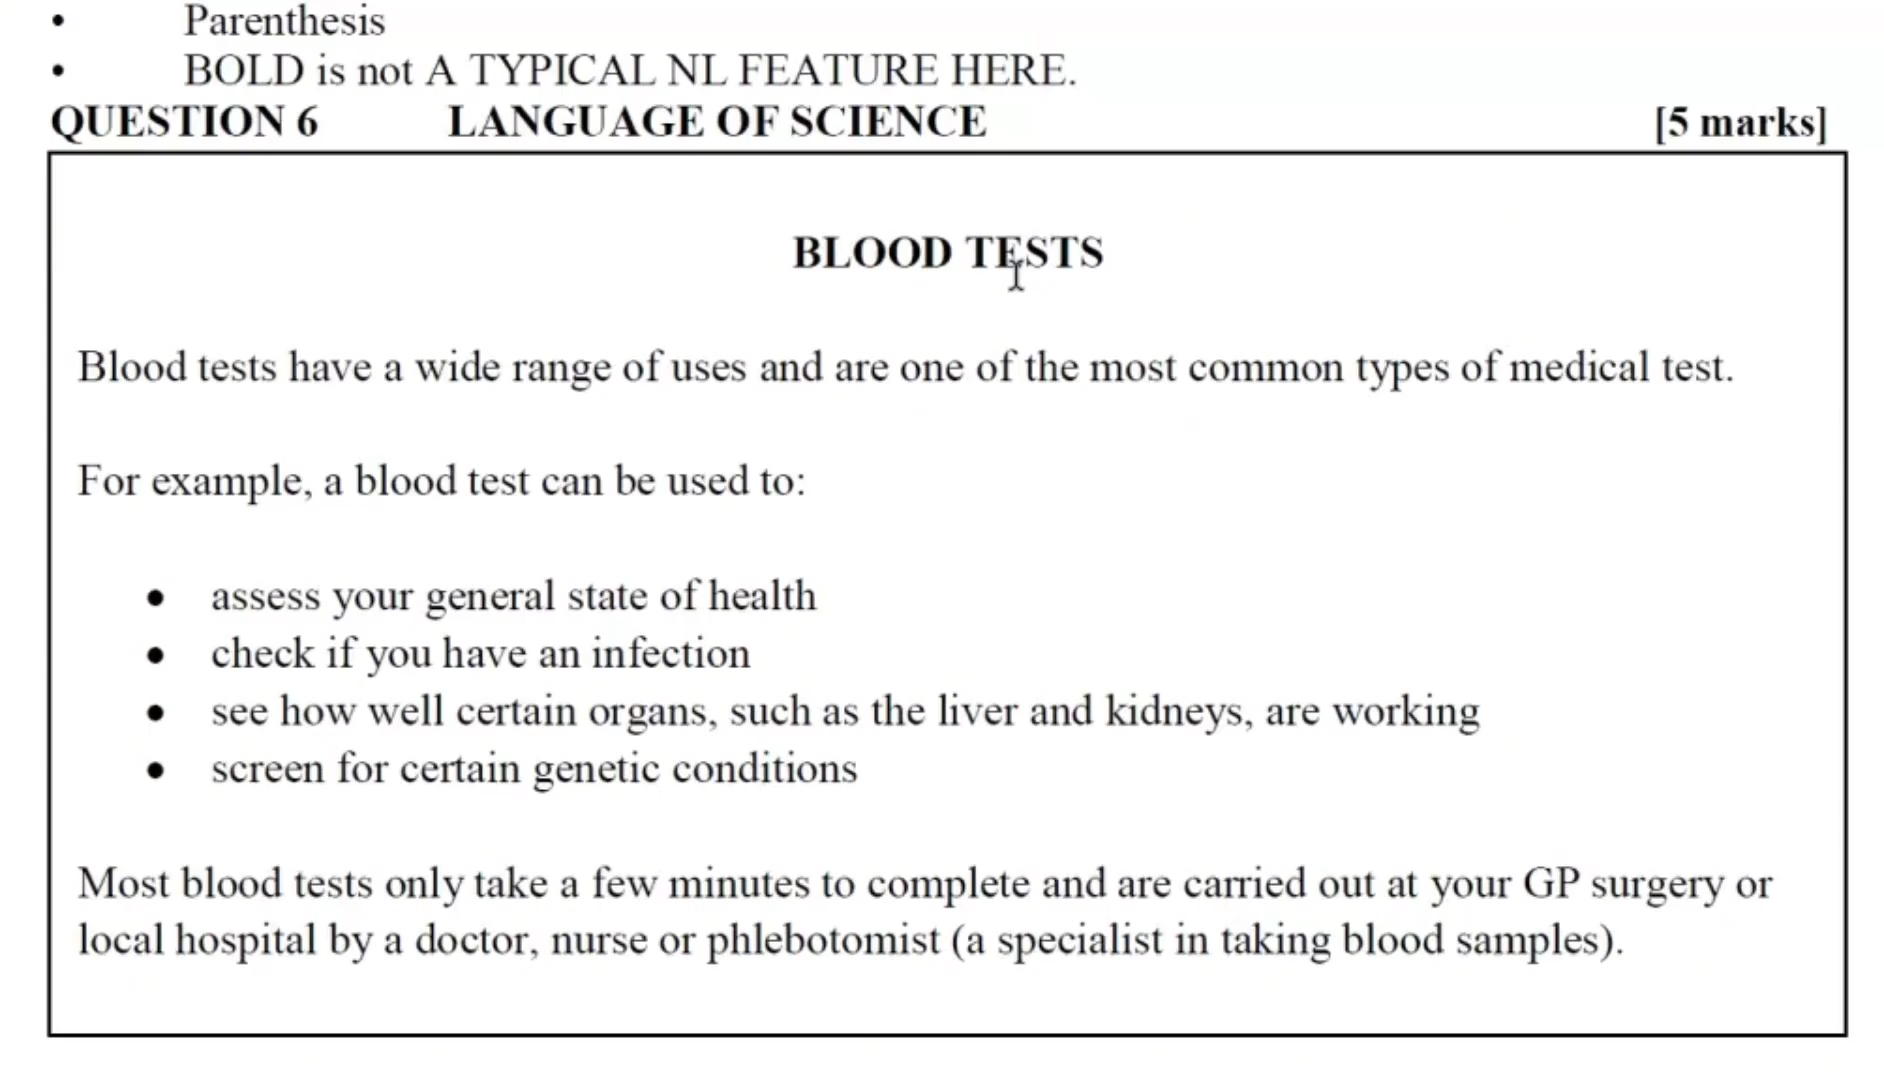 • Parenthesis
• BOLD is not A TYPICAL NL FEATURE HERE.
QUESTION 6 LANGUAGE OF SCIENCE [5 marks]
BLOOD TESTS
Blood tests have a wide range of uses and are one of the most common types of medical test.
For example, a blood test can be used to:
• assess your general state of health
• check if you have an infection
• see how well certain organs, such as the liver and kidneys, are working
• screen for certain genetic conditions
Most blood tests only take a few minutes to complete and are carried out at your GP surgery or
local hospital by a doctor, nurse or phlebotomist (a specialist in taking blood samples).